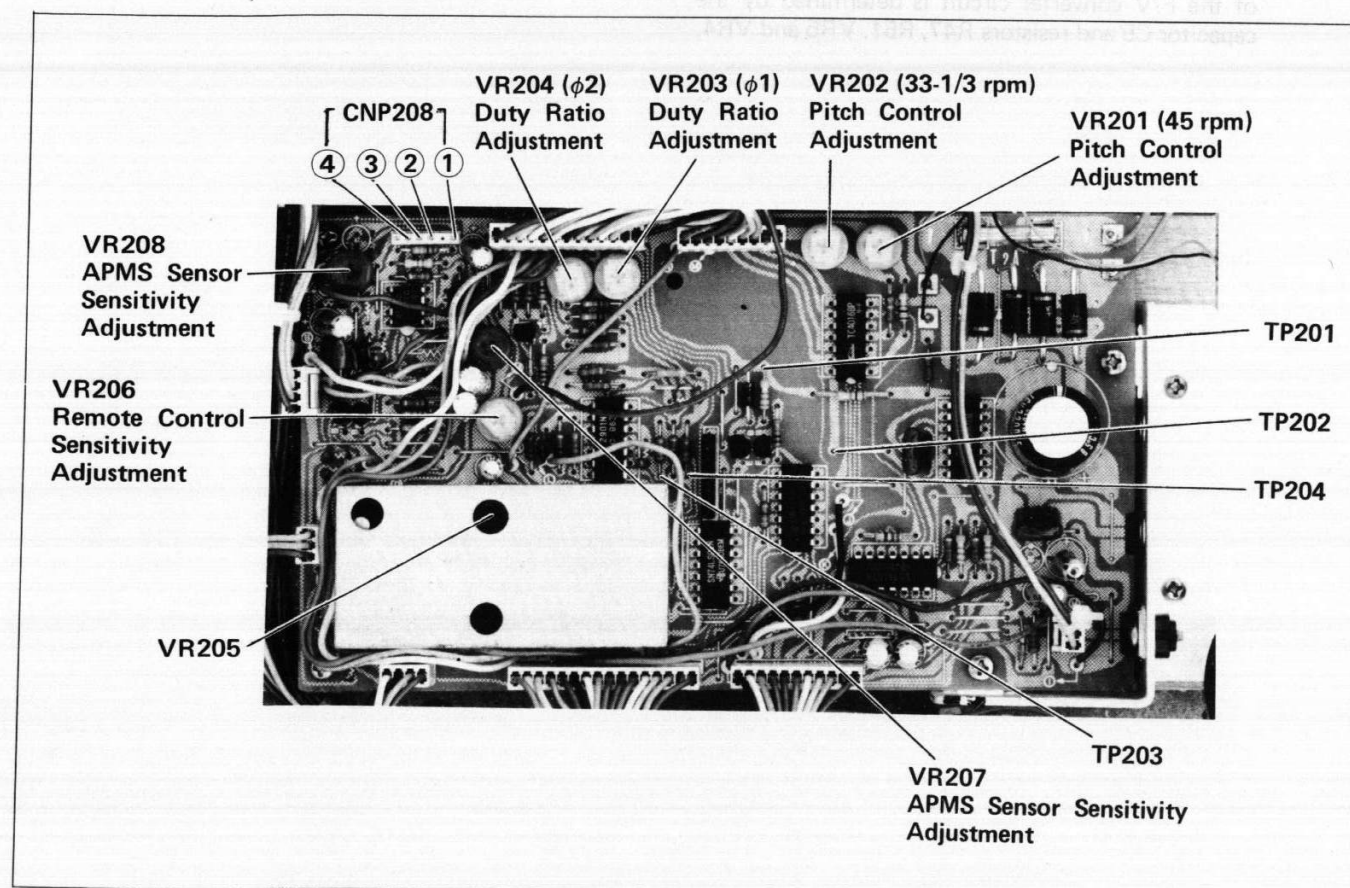 of the F/V converter circuit is determined by the
capacitor C8 and resistors R47, R61, VR5 and VR4.
VR204 (φ2)
Duty Ratio
Adjustment
VR203 (φ1)
Duty Ratio
Adjustment
VR202 (33-1/3 rpm)
Pitch Control
Adjustment
VR201 (45 rpm)
Pitch Control
Adjustment
CNP208
④ ③ ② ①
VR208
APMS Sensor
Sensitivity
Adjustment
VR206
Remote Control
Sensitivity
Adjustment
VR205
TP201
TP202
TP204
TP203
VR207
APMS Sensor Sensitivity
Adjustment